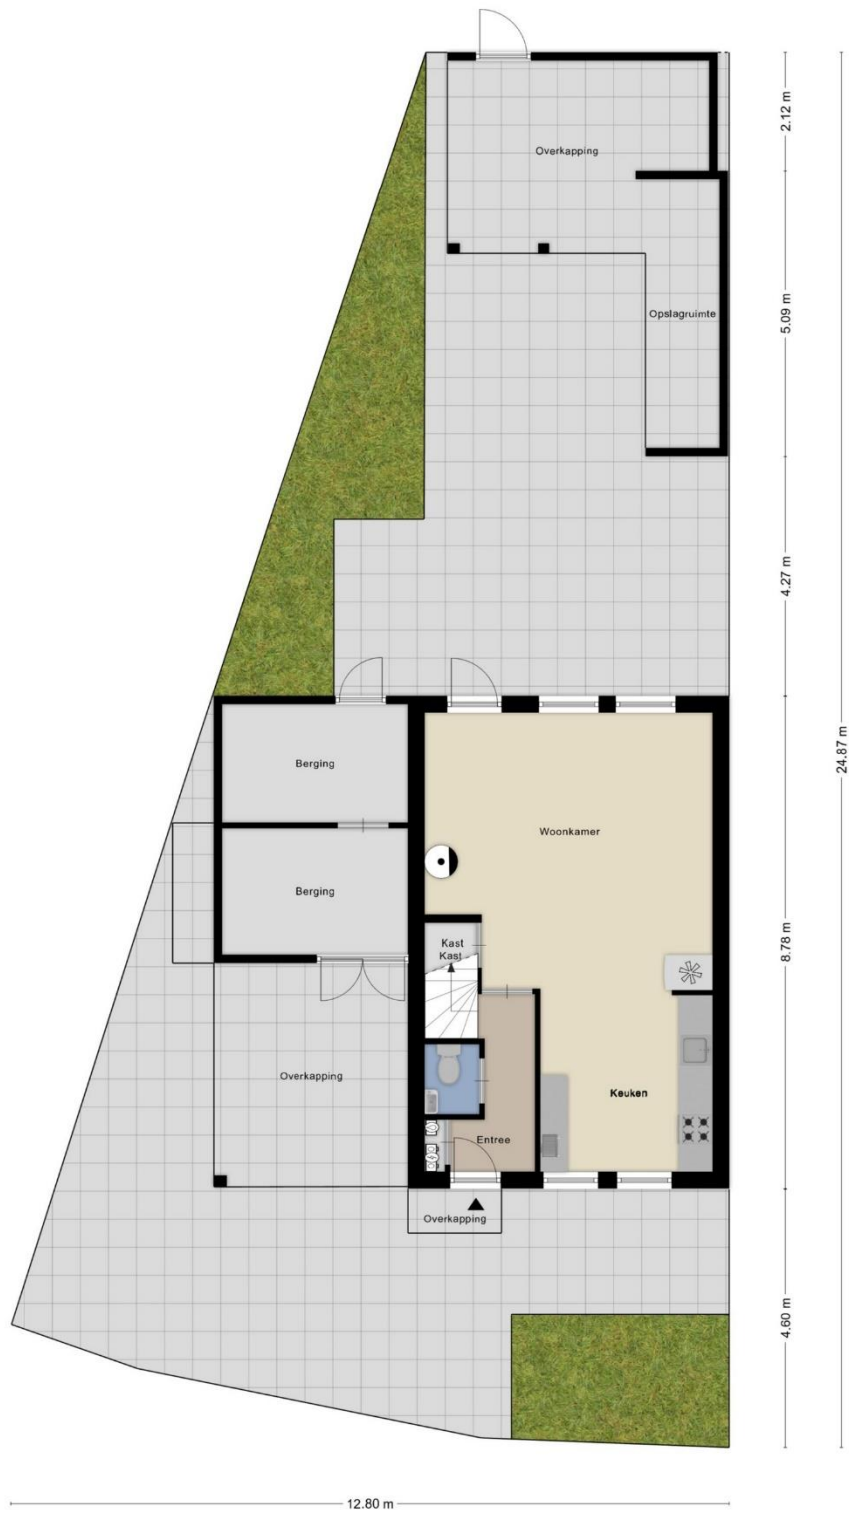 2.12 m
Overkapping
5.09 m
Opslagruimte
4.27 m
24.87 m
Berging
Woonkamer
Berging
Kast
Kast
8.78 m
Overkapping
Keuken
Entree
Overkapping
4.60 m
12.80 m